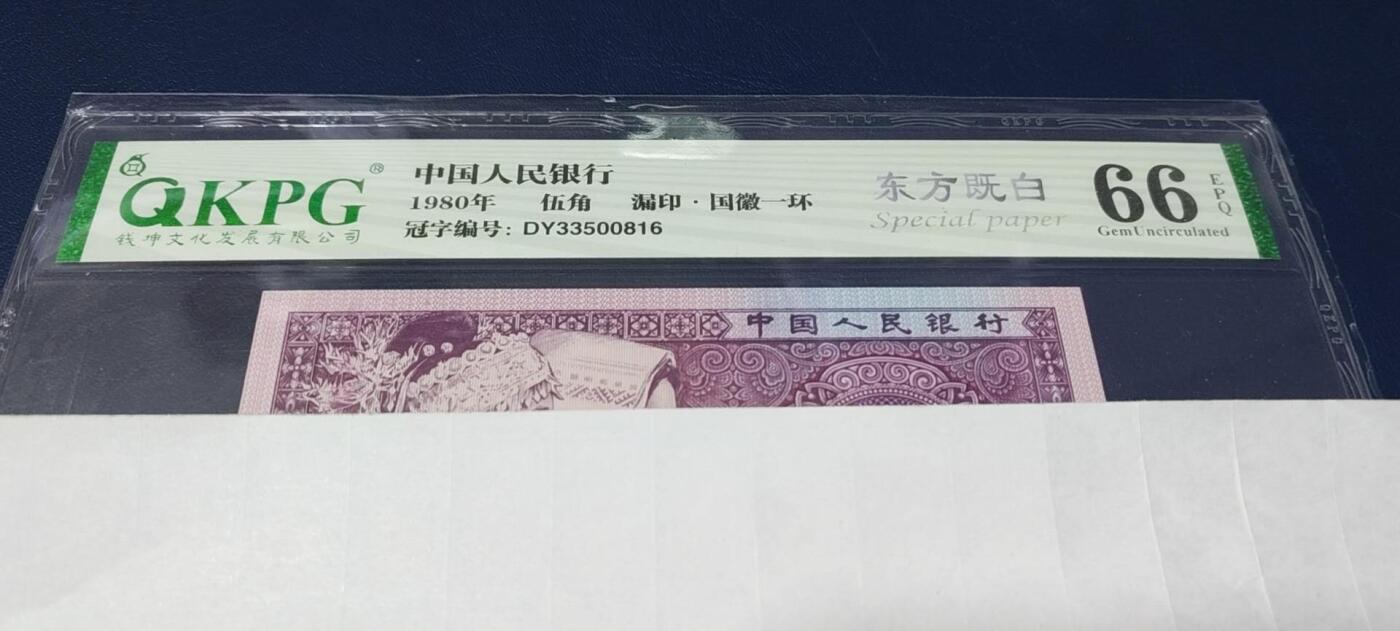 QKPG®
钱坤文化发展有限公司
中国人民银行
1980年 伍角 漏印·国徽一环
冠字编号: DY33500816
东方既白
Special paper
66
EPQ
GemUncirculated
中国人民银行